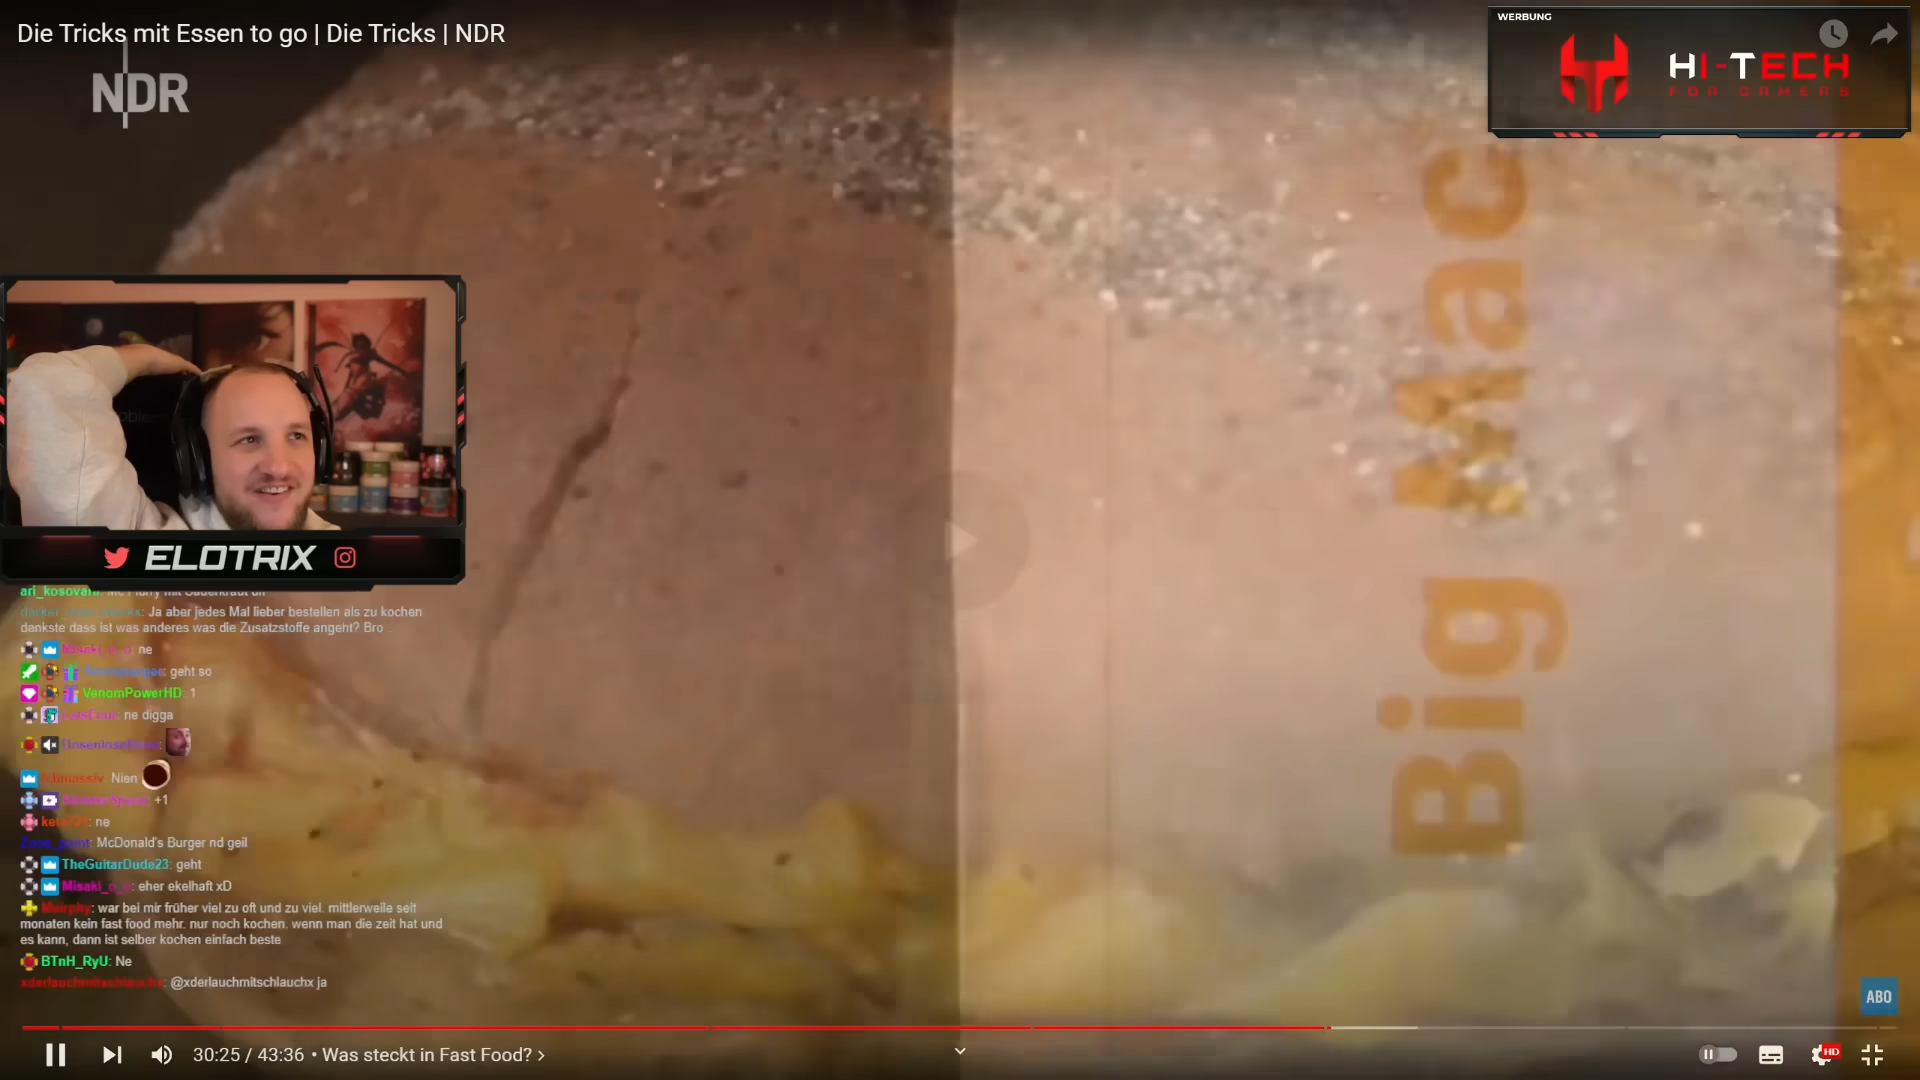 Die Tricks mit Essen to go | Die Tricks | NDR
NDR
WERBUNG
HI-TECH
FOR GAMERS
Big Mac
ELOTRIX
Ja aber jedes Mal lieber bestellen als zu kochen
denkste dass ist was anderes was die Zusatzstoffe angeht? Bro
ne
: geht so
VenomPowerHD: 1
ne digga
Nien
+1
: ne
: McDonald's Burger nd geil
TheGuitarDude23: geht
Misaki_o_o: eher ekelhaft xD
Muirphy: war bei mir früher viel zu oft und zu viel. mittlerweile seit
monaten kein fast food mehr. nur noch kochen. wenn man die zeit hat und
es kann, dann ist selber kochen einfach beste
BTnH_RyU: Ne
xderlauchmitschlauchx: @xderlauchmitschlauchx ja
ABO
30:25 / 43:36 • Was steckt in Fast Food? >
HD